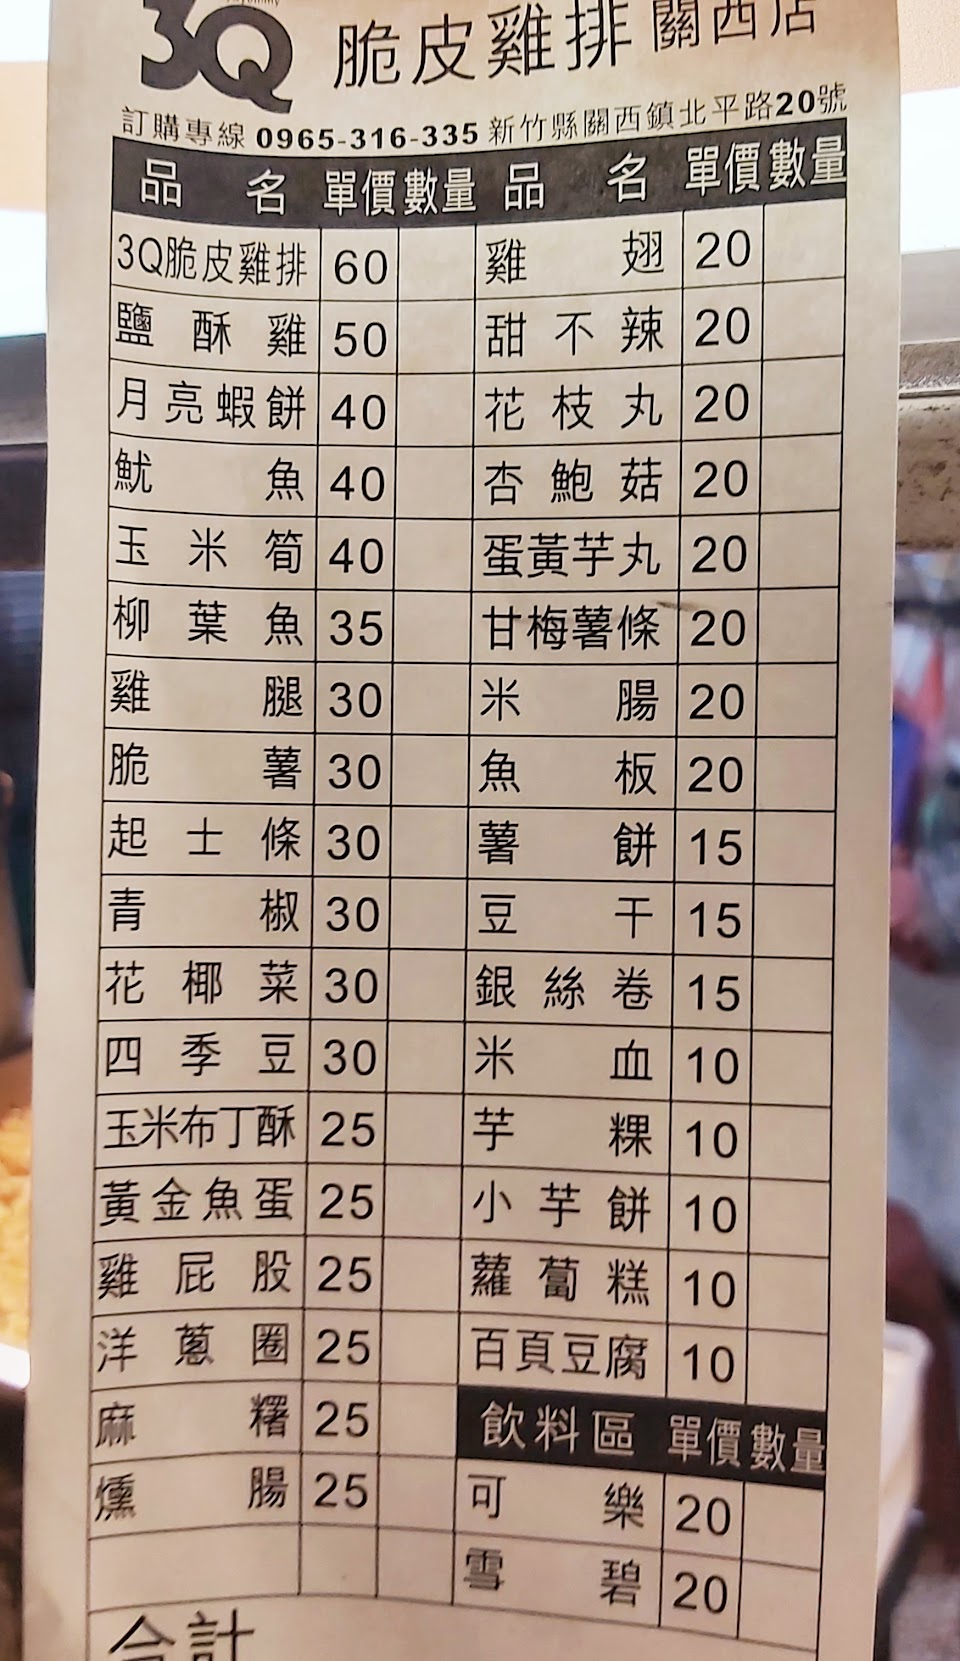 3Q 脆皮雞排 關西店
訂購專線 0965-316-335 新竹縣關西鎮北平路20號
品名 單價 數量 品名 單價 數量
3Q脆皮雞排 60 雞翅 20
鹽酥雞 50 甜不辣 20
月亮蝦餅 40 花枝丸 20
魷魚 40 杏鮑菇 20
玉米筍 40 蛋黃芋丸 20
柳葉魚 35 甘梅薯條 20
雞腿 30 米腸 20
脆薯 30 魚板 20
起士條 30 薯餅 15
青椒 30 豆干 15
花椰菜 30 銀絲卷 15
四季豆 30 米血 10
玉米布丁酥 25 芋粿 10
黃金魚蛋 25 小芋餅 10
雞屁股 25 蘿蔔糕 10
洋蔥圈 25 百頁豆腐 10
麻糬 25 飲料區 單價 數量
燻腸 25 可樂 20
雪碧 20
合計